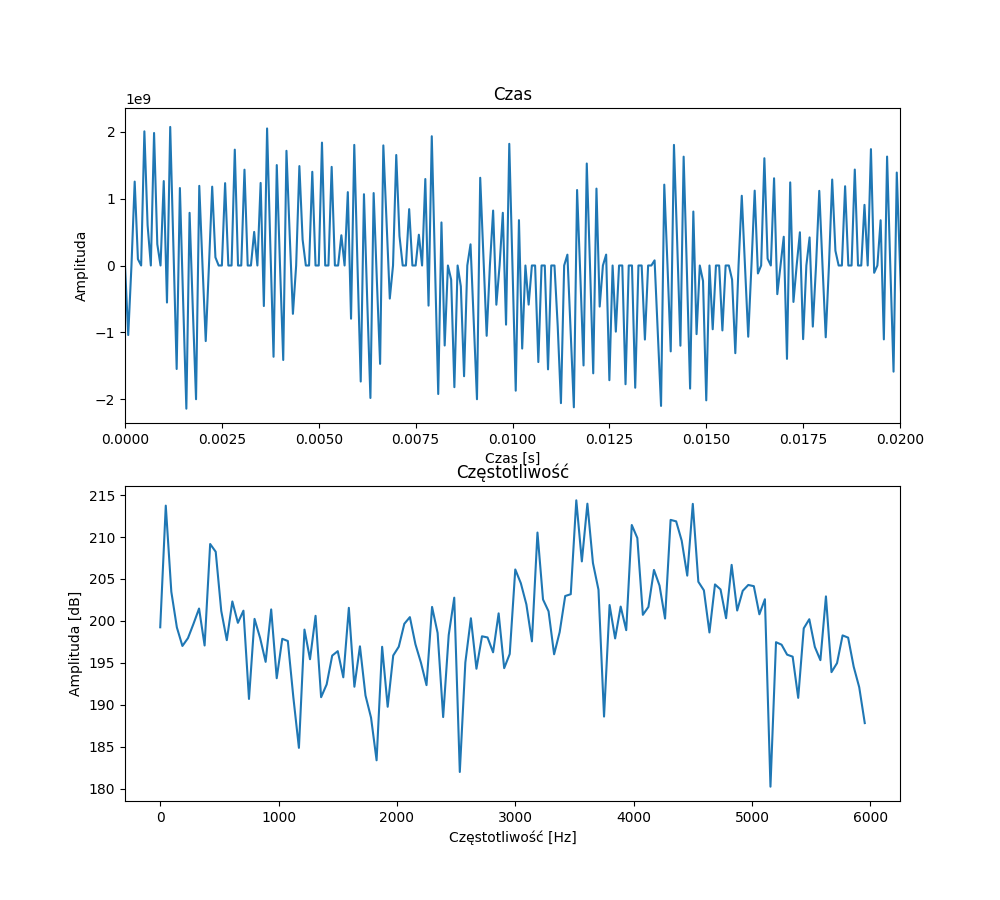 Czas
1e9
2
1
0
−1
−2
Amplituda
0.0000 0.0025 0.0050 0.0075 0.0100 0.0125 0.0150 0.0175 0.0200
Czas [s]
Częstotliwość
215
210
205
200
195
190
185
180
Amplituda [dB]
0 1000 2000 3000 4000 5000 6000
Częstotliwość [Hz]